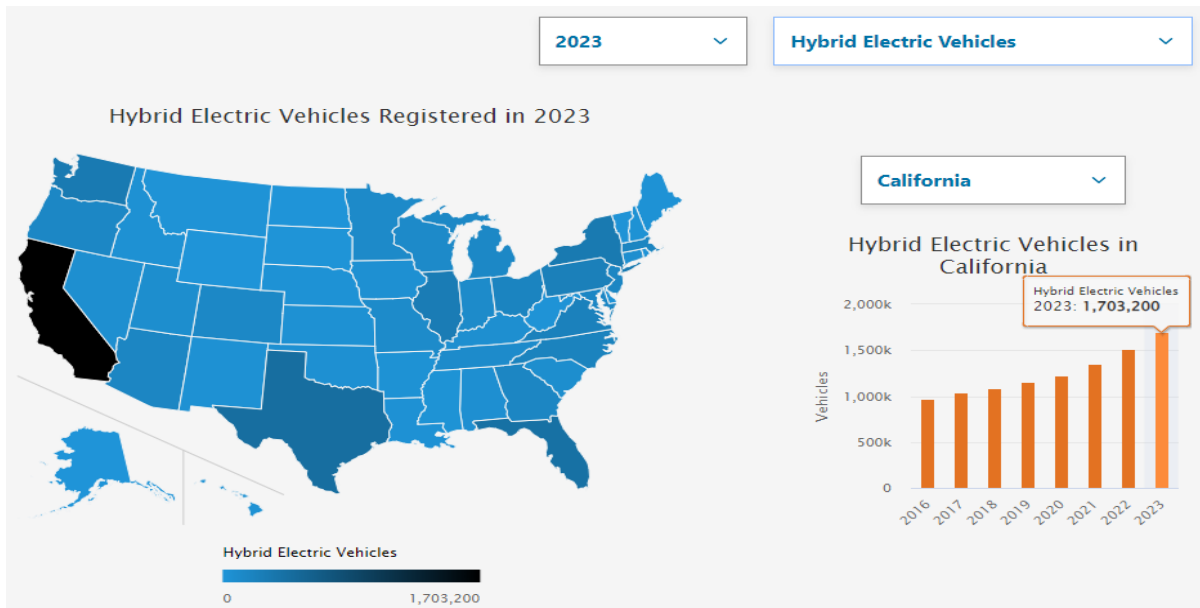 2023
Hybrid Electric Vehicles
Hybrid Electric Vehicles Registered in 2023
California
Hybrid Electric Vehicles in
California
Hybrid Electric Vehicles
2023: 1,703,200
2,000k
1,500k
1,000k
500k
0
Vehicles
2016
2017
2018
2019
2020
2021
2022
2023
Hybrid Electric Vehicles
0
1,703,200